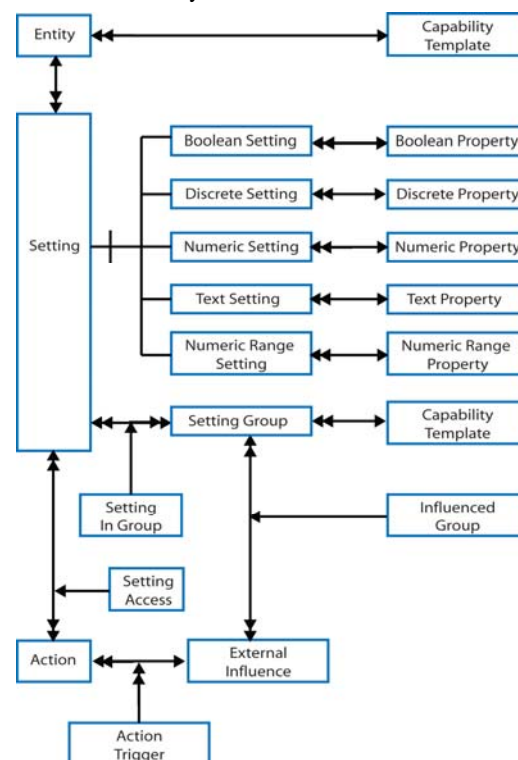 Entity
Capability
Template
Setting
Boolean Setting
Boolean Property
Discrete Setting
Discrete Property
Numeric Setting
Numeric Property
Text Setting
Text Property
Numeric Range
Setting
Numeric Range
Property
Setting Group
Capability
Template
Setting
In Group
Influenced
Group
Setting
Access
Action
External
Influence
Action
Trigger